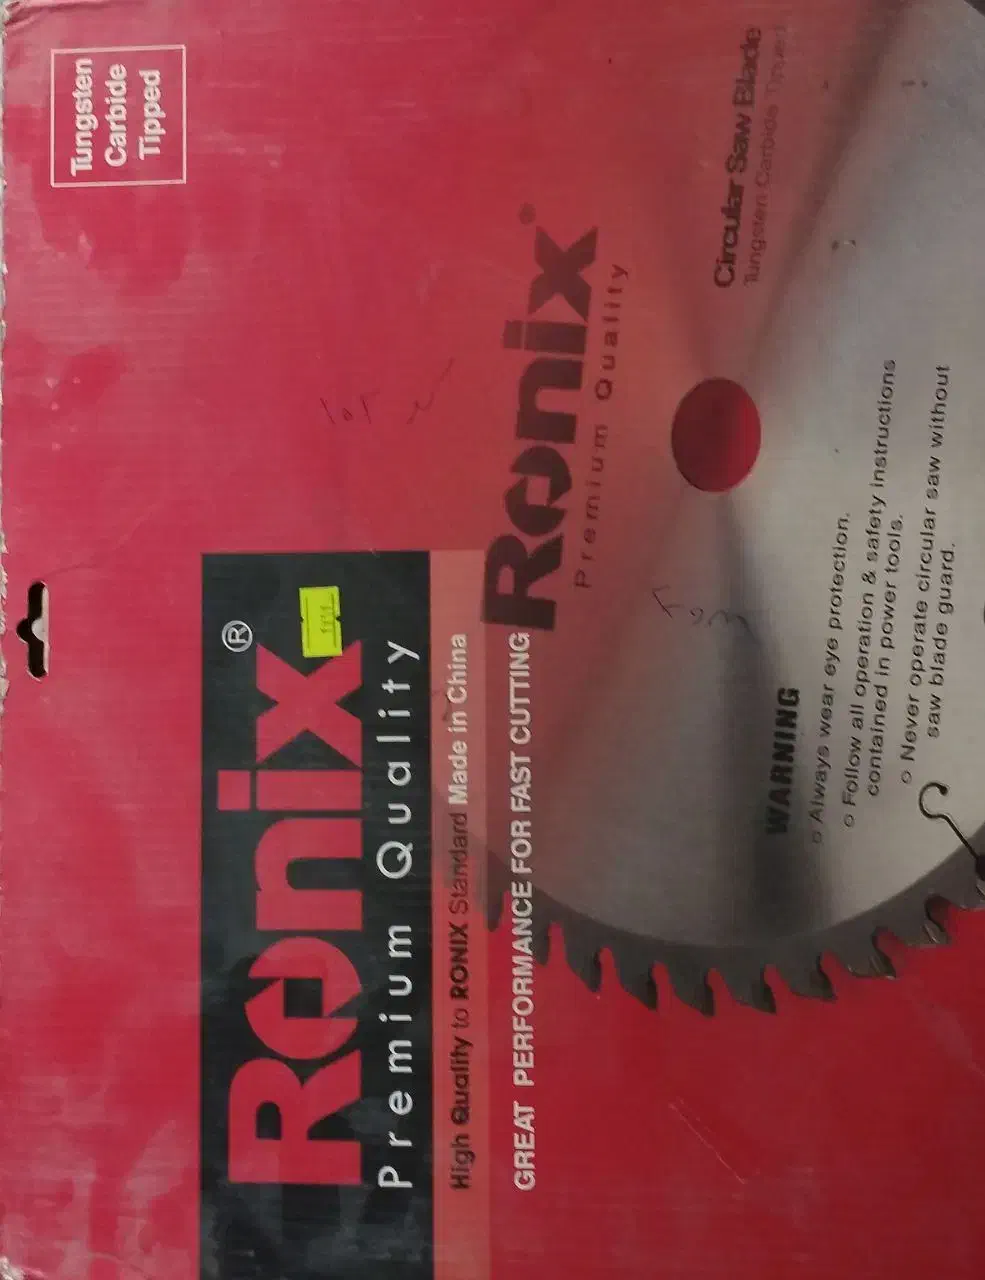 Tungsten
Carbide
Tipped
Ronix®
Premium Quality
High Quality to RONIX Standard Made in China
GREAT PERFORMANCE FOR FAST CUTTING
Ronix®
Premium Quality
Circular Saw Blade
Tungsten Carbide Tipped
WARNING
o Always wear eye protection.
o Follow all operation & safety instructions
contained in power tools.
o Never operate circular saw without
saw blade guard.